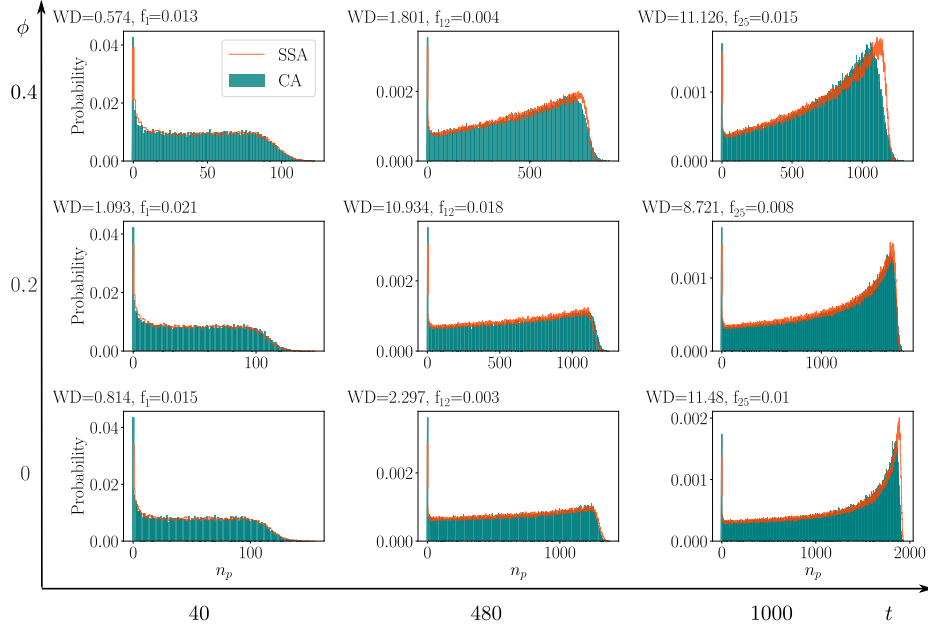 ϕ
WD=0.574, f₁=0.013
WD=1.801, f₁₂=0.004
WD=11.126, f₂₅=0.015
0.4
Probability
0.04
0.02
0.00
0
50
100
SSA
CA
0.002
0.000
0
500
0.001
0.000
0
500
1000
WD=1.093, f₁=0.021
WD=10.934, f₁₂=0.018
WD=8.721, f₂₅=0.008
0.2
Probability
0.04
0.02
0.00
0
100
0.002
0.000
0
500
1000
0.001
0.000
0
1000
WD=0.814, f₁=0.015
WD=2.297, f₁₂=0.003
WD=11.48, f₂₅=0.01
0
Probability
0.04
0.02
0.00
0
100
nₚ
0.002
0.000
0
1000
nₚ
0.002
0.001
0.000
0
1000
2000
nₚ
40
480
1000
t